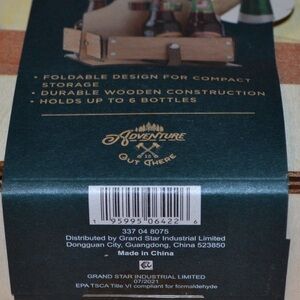 • FOLDABLE DESIGN FOR COMPACT
STORAGE
• DURABLE WOODEN CONSTRUCTION
• HOLDS UP TO 6 BOTTLES
ADVENTURE
IS
OUT THERE
1 95995 06422 6
337 04 8075
Distributed by Grand Star Industrial Limited
Dongguan City, Guangdong, China 523850
Made in China
GRAND STAR INDUSTRIAL LIMITED
07/2021
EPA TSCA Title VI compliant for formaldehyde